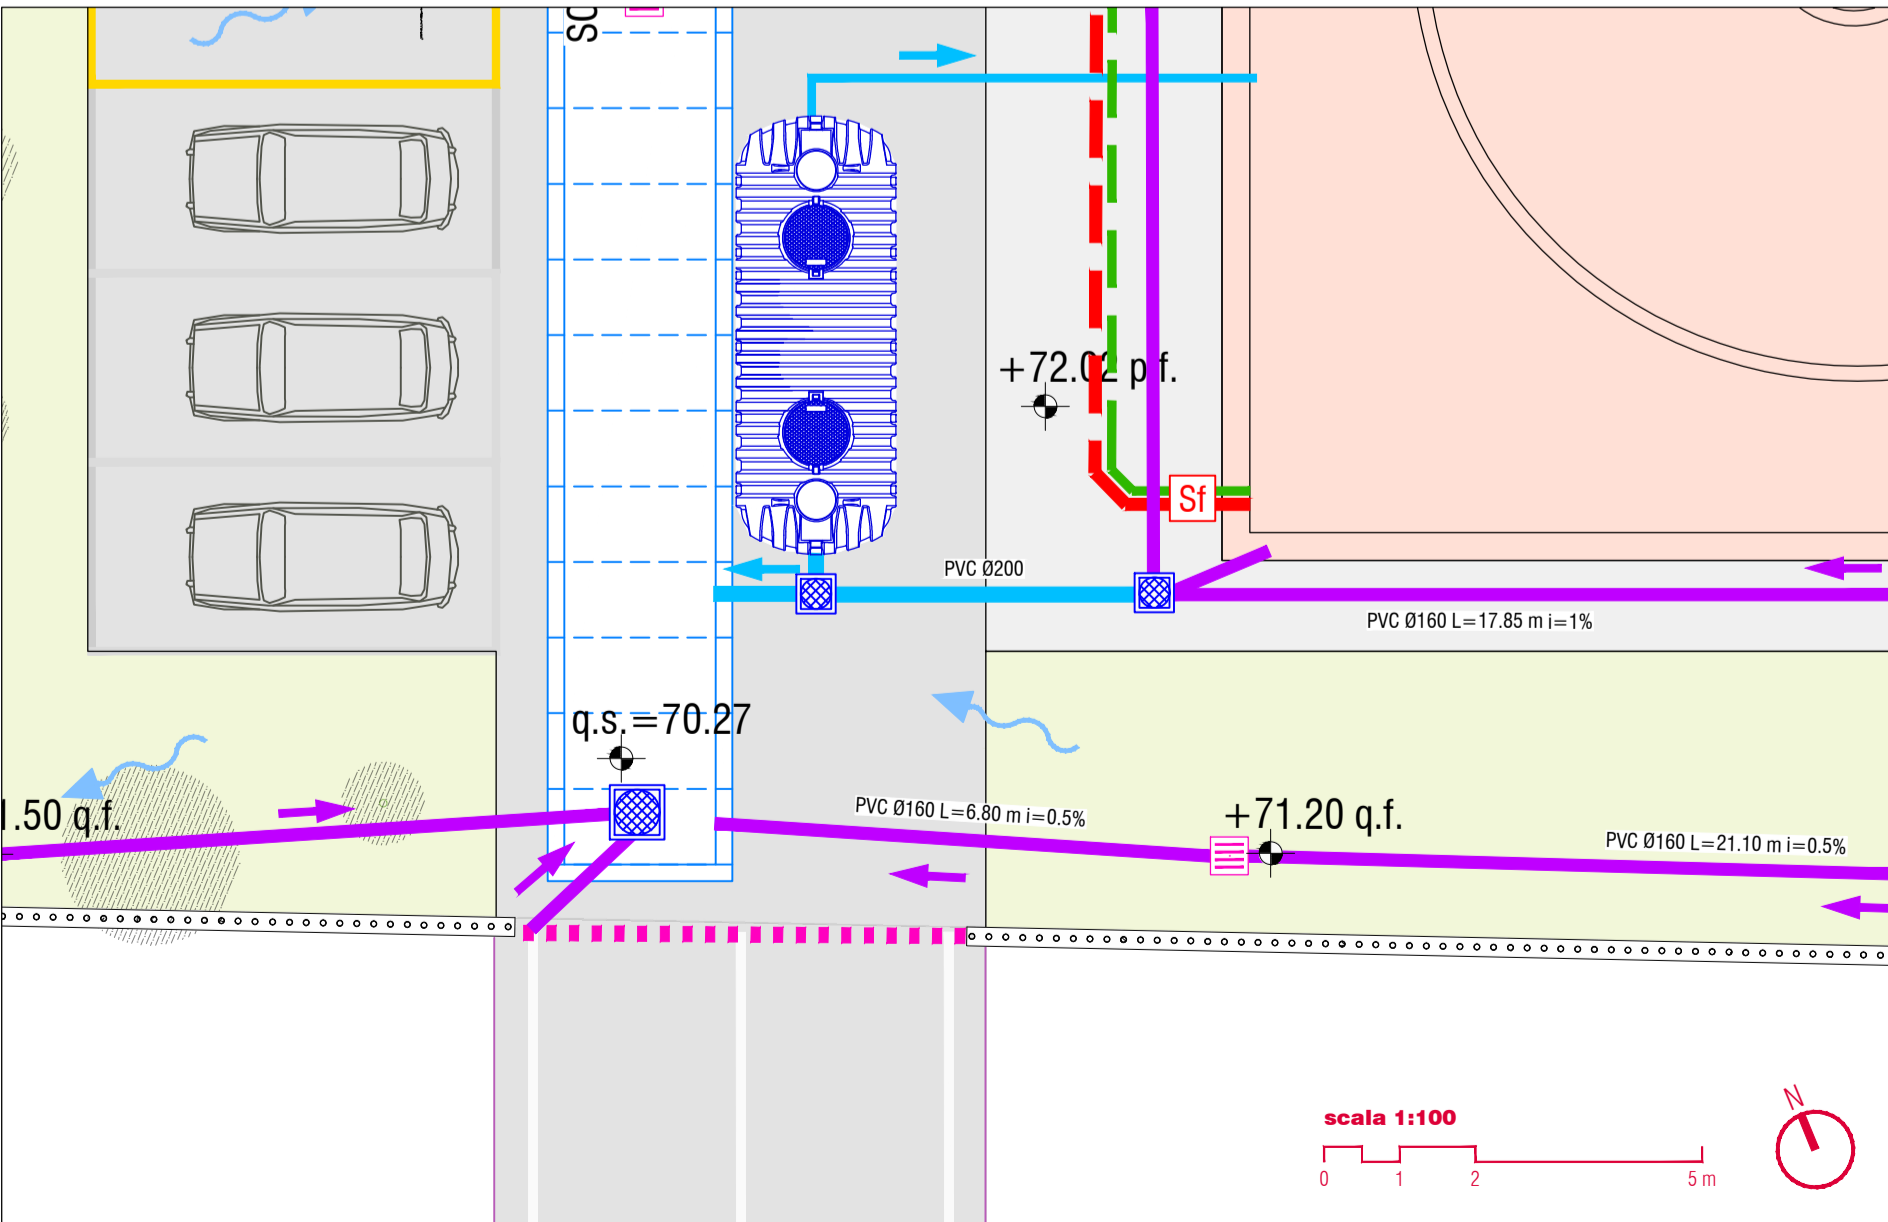 SC
+72.02 p.f.
Sf
PVC Ø200
PVC Ø160 L=17.85 m i=1%
q.s.=70.27
1.50 q.f.
PVC Ø160 L=6.80 m i=0.5%
+71.20 q.f.
PVC Ø160 L=21.10 m i=0.5%
N
scala 1:100
0 1 2 5 m